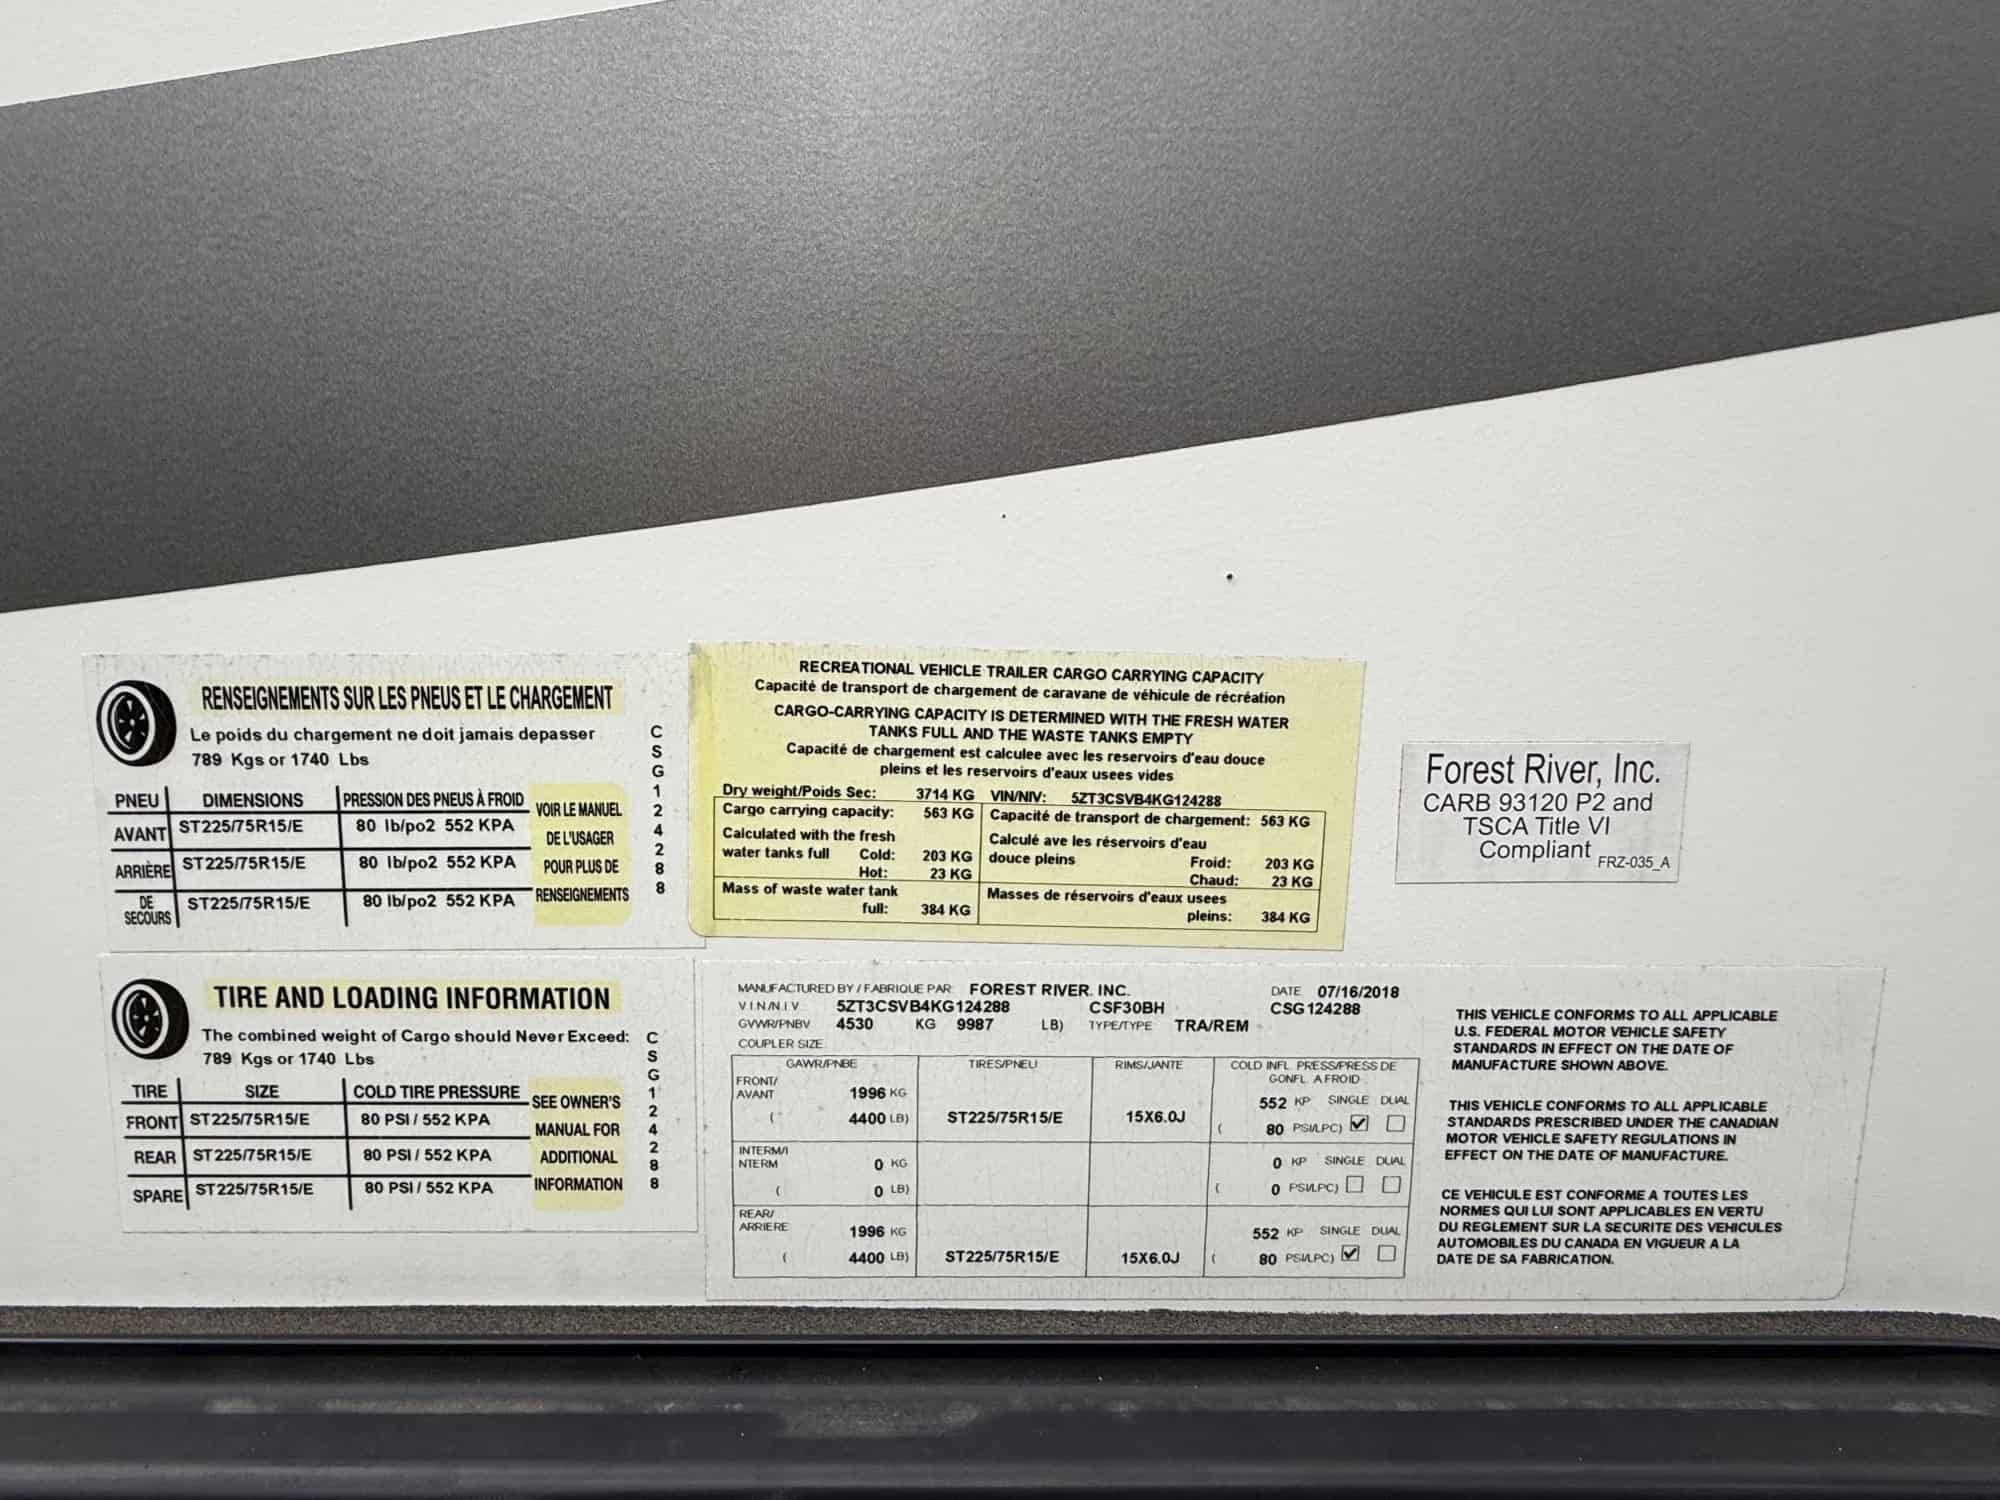 RENSEIGNEMENTS SUR LES PNEUS ET LE CHARGEMENT
Le poids du chargement ne doit jamais depasser
789 Kgs or 1740 Lbs
PNEU DIMENSIONS PRESSION DES PNEUS À FROID
AVANT ST225/75R15/E 80 lb/po2 552 KPA
ARRIÈRE ST225/75R15/E 80 lb/po2 552 KPA
DE SECOURS ST225/75R15/E 80 lb/po2 552 KPA
VOIR LE MANUEL
DE L'USAGER
POUR PLUS DE
RENSEIGNEMENTS
CSG124288
RECREATIONAL VEHICLE TRAILER CARGO CARRYING CAPACITY
Capacité de transport de chargement de caravane de véhicule de récréation
CARGO-CARRYING CAPACITY IS DETERMINED WITH THE FRESH WATER
TANKS FULL AND THE WASTE TANKS EMPTY
Capacité de chargement est calculee avec les reservoirs d'eau douce
pleins et les reservoirs d'eaux usees vides
Dry weight/Poids Sec: 3714 KG VIN/NIV: 5ZT3CSVB4KG124288
Cargo carrying capacity: 563 KG
Calculated with the fresh
water tanks full Cold: 203 KG
Hot: 23 KG
Mass of waste water tank
full: 384 KG
Capacité de transport de chargement: 563 KG
Calculé ave les réservoirs d'eau
douce pleins Froid: 203 KG
Chaud: 23 KG
Masses de réservoirs d'eaux usees
pleins: 384 KG
Forest River, Inc.
CARB 93120 P2 and
TSCA Title VI
Compliant FRZ-035_A
TIRE AND LOADING INFORMATION
The combined weight of Cargo should Never Exceed:
789 Kgs or 1740 Lbs
TIRE SIZE COLD TIRE PRESSURE
FRONT ST225/75R15/E 80 PSI / 552 KPA
REAR ST225/75R15/E 80 PSI / 552 KPA
SPARE ST225/75R15/E 80 PSI / 552 KPA
SEE OWNER'S
MANUAL FOR
ADDITIONAL
INFORMATION
CSG124288
MANUFACTURED BY / FABRIQUE PAR: FOREST RIVER, INC. DATE 07/16/2018
V.I.N./N.I.V. 5ZT3CSVB4KG124288 CSF30BH CSG124288
GVWR/PNBV 4530 KG 9987 LB) TYPE/TYPE TRA/REM
COUPLER SIZE
GAWR/PNBE TIRES/PNEU RIMS/JANTE COLD INFL. PRESS/PRESS DE
GONFL. A FROID
FRONT/
AVANT 1996 KG 552 KP SINGLE DUAL
( 4400 LB) ST225/75R15/E 15X6.0J ( 80 PSI/LPC)
INTERM/I
NTERM 0 KG 0 KP SINGLE DUAL
( 0 LB) ( 0 PSI/LPC)
REAR/
ARRIERE 1996 KG 552 KP SINGLE DUAL
( 4400 LB) ST225/75R15/E 15X6.0J ( 80 PSI/LPC)
THIS VEHICLE CONFORMS TO ALL APPLICABLE
U.S. FEDERAL MOTOR VEHICLE SAFETY
STANDARDS IN EFFECT ON THE DATE OF
MANUFACTURE SHOWN ABOVE.
THIS VEHICLE CONFORMS TO ALL APPLICABLE
STANDARDS PRESCRIBED UNDER THE CANADIAN
MOTOR VEHICLE SAFETY REGULATIONS IN
EFFECT ON THE DATE OF MANUFACTURE.
CE VEHICULE EST CONFORME A TOUTES LES
NORMES QUI LUI SONT APPLICABLES EN VERTU
DU REGLEMENT SUR LA SECURITE DES VEHICULES
AUTOMOBILES DU CANADA EN VIGUEUR A LA
DATE DE SA FABRICATION.